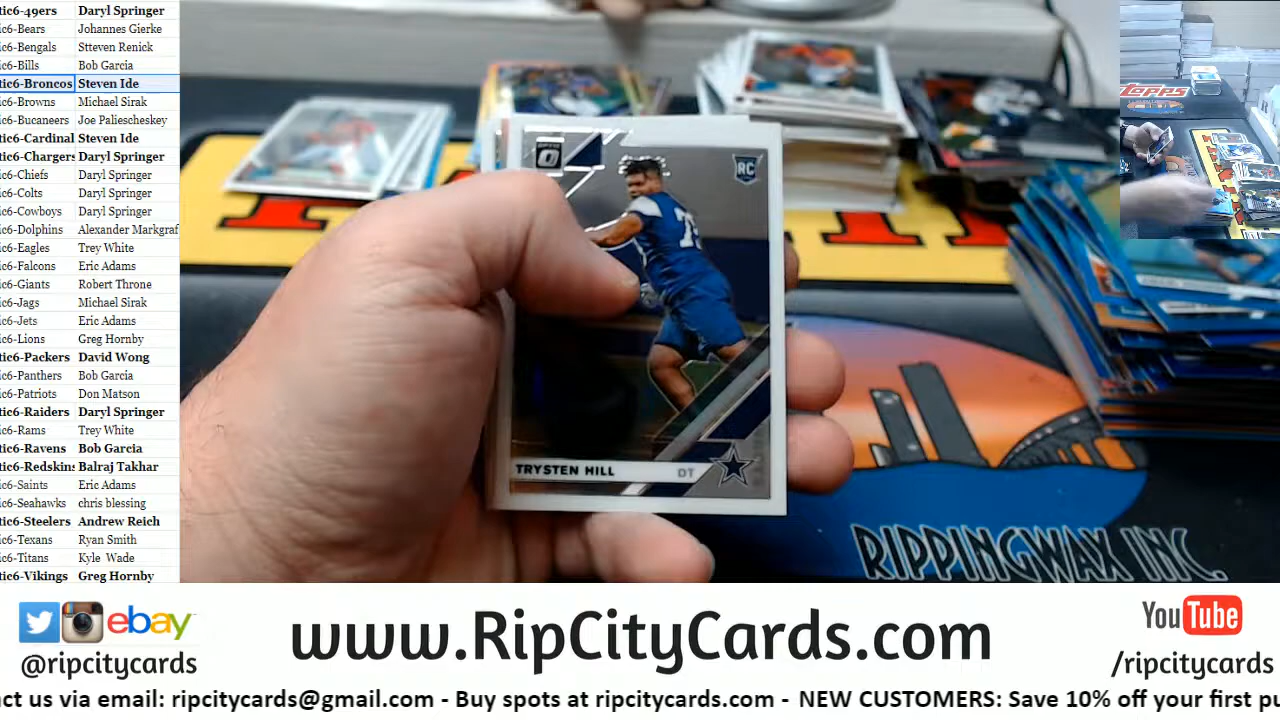 tic6-49ers Daryl Springer
ic6-Bears Johannes Gierke
ic6-Bengals Stteven Renick
ic6-Bills Bob Garcia
tic6-Broncos Steven Ide
ic6-Browns Michael Sirak
ic6-Bucaneers Joe Paliescheskey
tic6-Cardinal Steven Ide
tic6-Chargers Daryl Springer
ic6-Chiefs Daryl Springer
ic6-Colts Daryl Springer
ic6-Cowboys Daryl Springer
ic6-Dolphins Alexander Markgraf
ic6-Eagles Trey White
ic6-Falcons Eric Adams
ic6-Giants Robert Throne
ic6-Jags Michael Sirak
ic6-Jets Eric Adams
ic6-Lions Greg Hornby
tic6-Packers David Wong
ic6-Panthers Bob Garcia
ic6-Patriots Don Matson
tic6-Raiders Daryl Springer
ic6-Rams Trey White
tic6-Ravens Bob Garcia
tic6-Redskins Balraj Takhar
ic6-Saints Eric Adams
ic6-Seahawks chris blessing
tic6-Steelers Andrew Reich
ic6-Texans Ryan Smith
ic6-Titans Kyle Wade
tic6-Vikings Greg Hornby
OPTIC
RC
75
TRYSTEN HILL DT
Topps
RIPPINGWAX INC.
ebay
@ripcitycards
www.RipCityCards.com
YouTube
/ripcitycards
ct us via email: ripcitycards@gmail.com - Buy spots at ripcitycards.com - NEW CUSTOMERS: Save 10% off your first pu